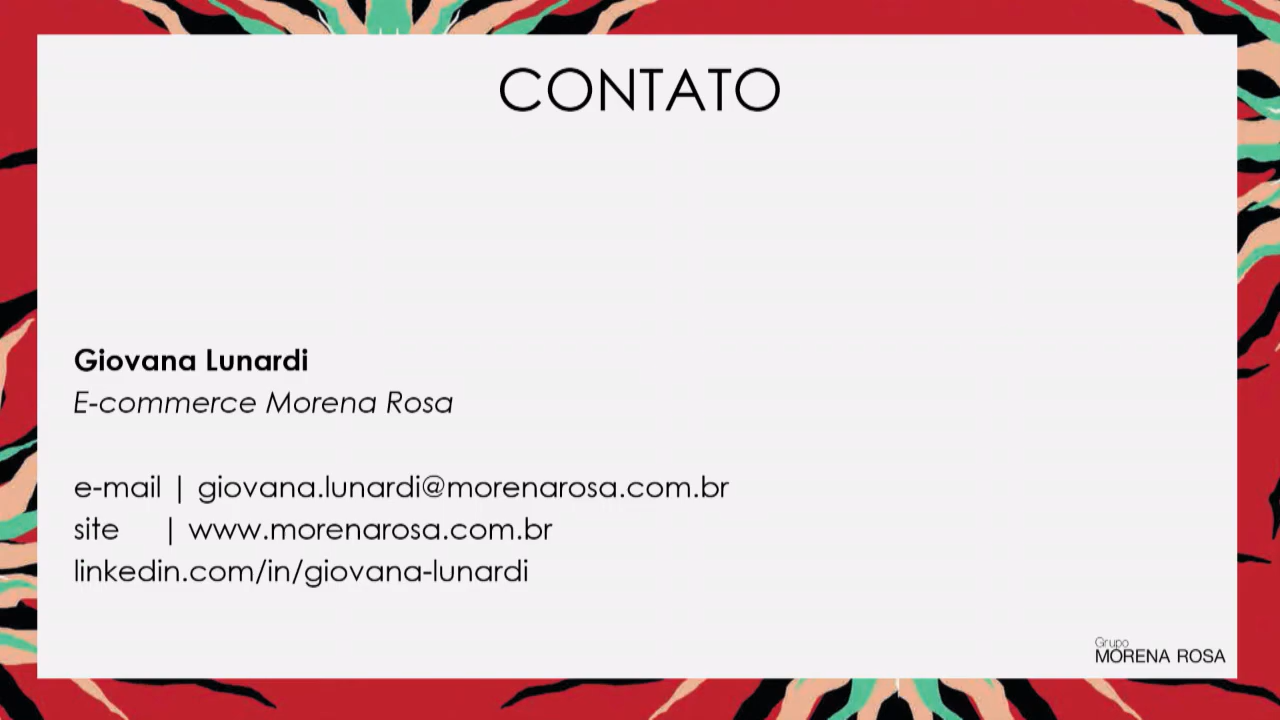 CONTATO
Giovana Lunardi
E-commerce Morena Rosa
e-mail | giovana.lunardi@morenarosa.com.br
site | www.morenarosa.com.br
linkedin.com/in/giovana-lunardi
Grupo
MORENA ROSA